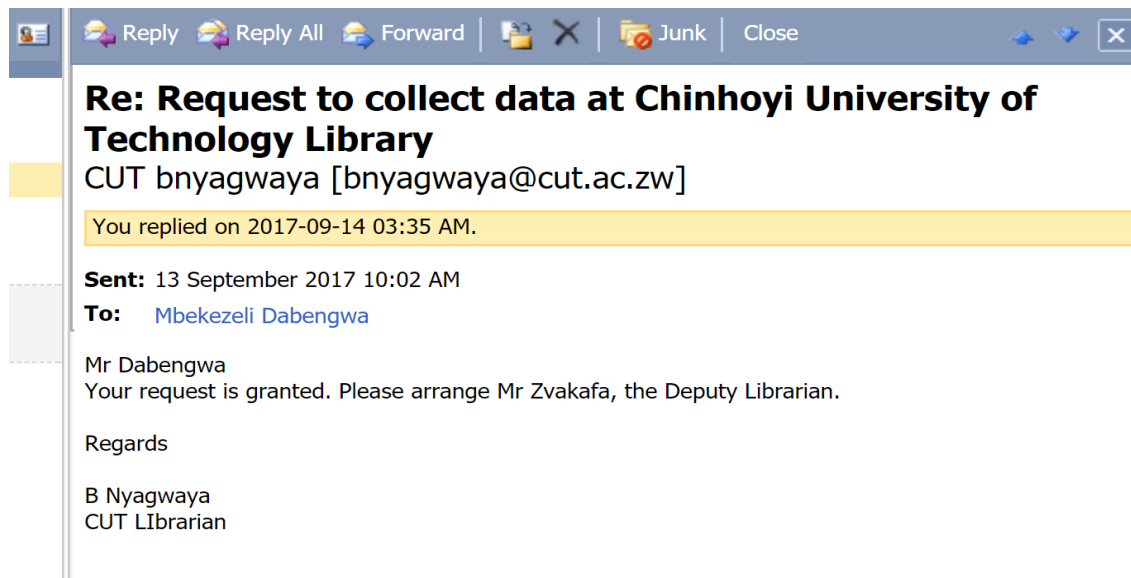 Reply Reply All Forward Junk Close
Re: Request to collect data at Chinhoyi University of
Technology Library
CUT bnyagwaya [bnyagwaya@cut.ac.zw]
You replied on 2017-09-14 03:35 AM.
Sent: 13 September 2017 10:02 AM
To: Mbekezeli Dabengwa
Mr Dabengwa
Your request is granted. Please arrange Mr Zvakafa, the Deputy Librarian.
Regards
B Nyagwaya
CUT LIbrarian